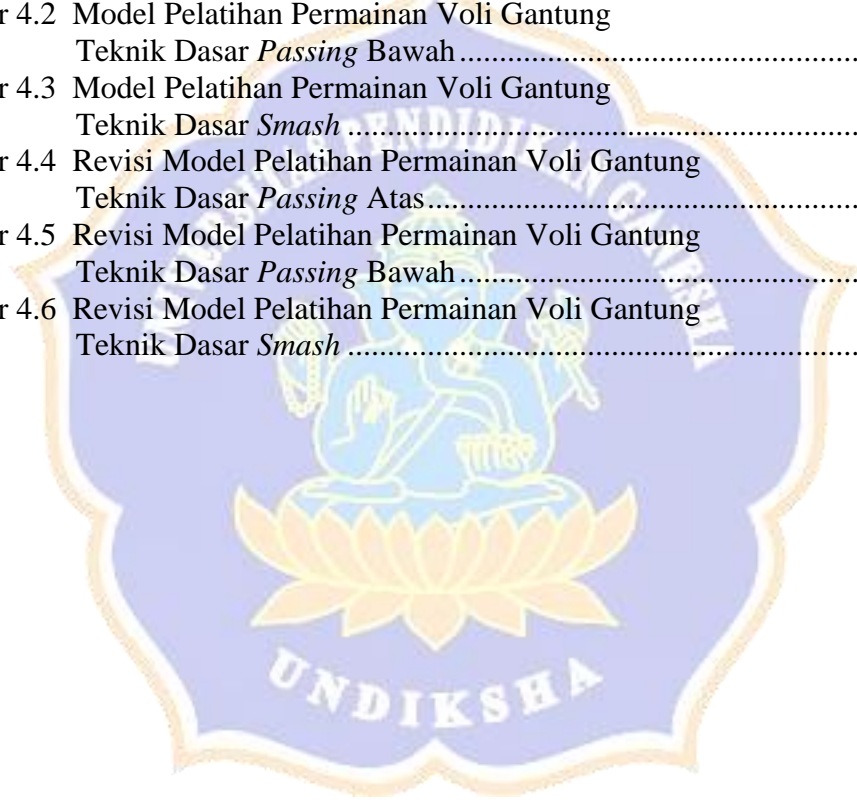 r 4.2 Model Pelatihan Permainan Voli Gantung
Teknik Dasar Passing Bawah ..................................................
r 4.3 Model Pelatihan Permainan Voli Gantung
Teknik Dasar Smash ................................................................
r 4.4 Revisi Model Pelatihan Permainan Voli Gantung
Teknik Dasar Passing Atas ......................................................
r 4.5 Revisi Model Pelatihan Permainan Voli Gantung
Teknik Dasar Passing Bawah ..................................................
r 4.6 Revisi Model Pelatihan Permainan Voli Gantung
Teknik Dasar Smash ................................................................
UNIVERSITAS PENDIDIKAN GANESHA
UNDIKSHA